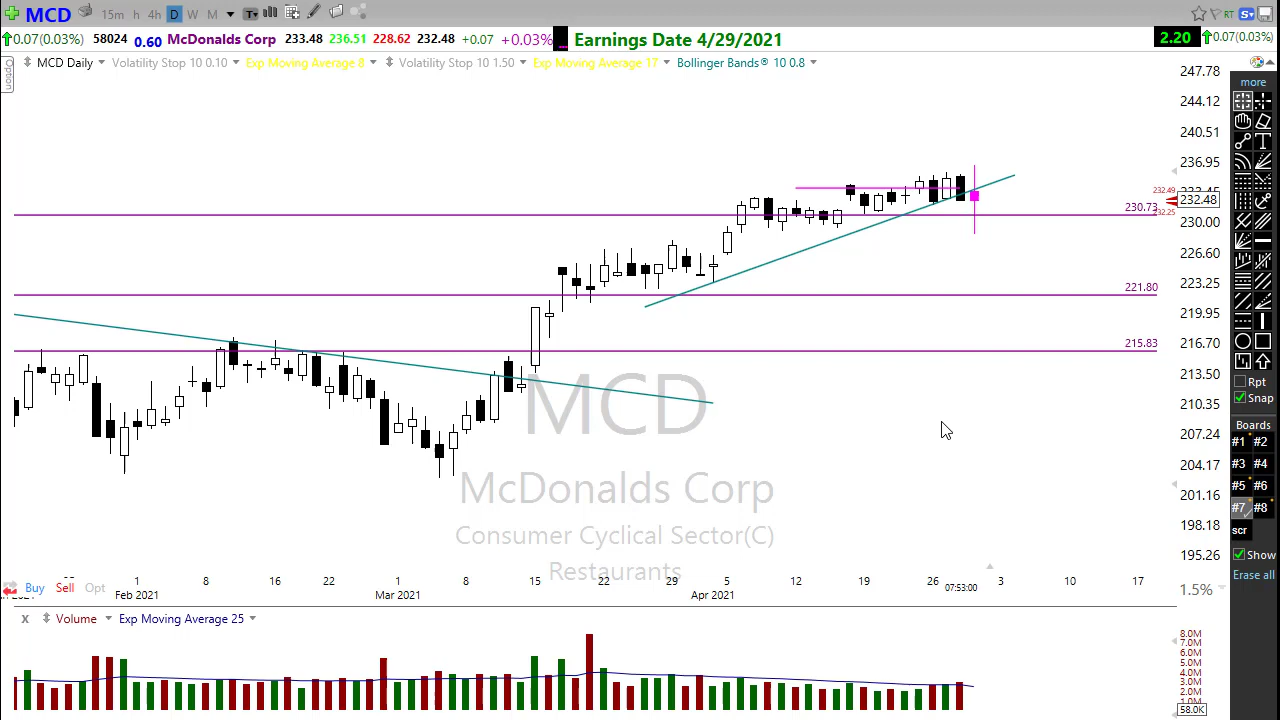 MCD 15m h 4h D W M T RT S
0.07(0.03%) 58024 0.60 McDonalds Corp 233.48 236.51 228.62 232.48 +0.07 +0.03% Earnings Date 4/29/2021 2.20 0.07(0.03%)
Option
MCD Daily Volatility Stop 10 0.10 Exp Moving Average 8 Volatility Stop 10 1.50 Exp Moving Average 17 Bollinger Bands® 10 0.8
247.78
more
244.12
240.51
236.95
232.49
232.48
230.73
232.25
230.00
226.60
221.80
223.25
219.95
215.83
216.70
213.50
Rpt
Snap
210.35
MCD
Boards
207.24
#1 #2
204.17
#3 #4
McDonalds Corp
#5 #6
201.16
#7 #8
198.18
scr
Consumer Cyclical Sector(C)
195.26
Show
Restaurants
Erase all
1 8 16 22 1 8 15 22 29 5 12 19 26 3 10 17
Buy Sell Opt
07:53:00
1.5%
Feb 2021 Mar 2021 Apr 2021
x Volume Exp Moving Average 25
8.0M
7.0M
6.0M
5.0M
4.0M
3.0M
2.0M
1.0M
58.0K